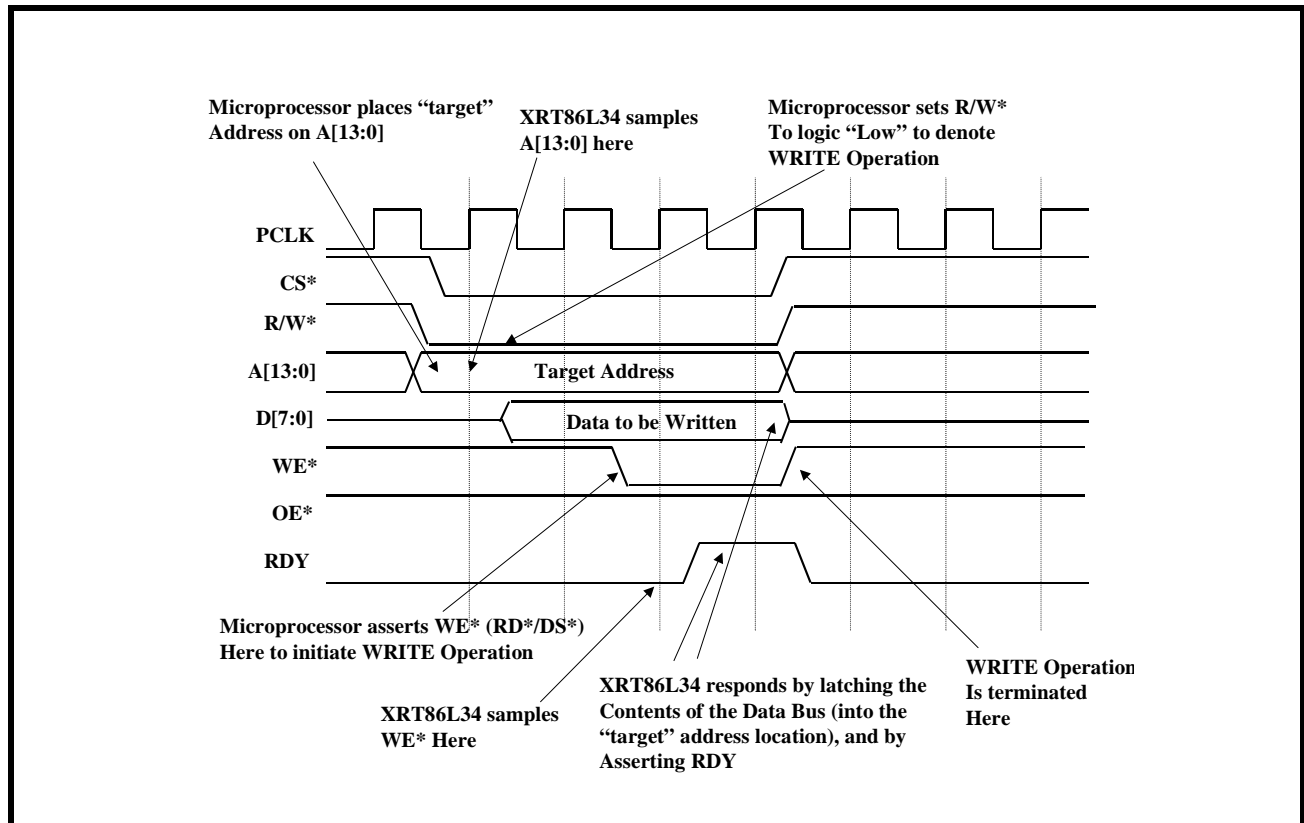 Microprocessor places “target”
Address on A[13:0]
XRT86L34 samples
A[13:0] here
Microprocessor sets R/W*
To logic “Low” to denote
WRITE Operation
PCLK
CS*
R/W*
A[13:0]
Target Address
D[7:0]
Data to be Written
WE*
OE*
RDY
Microprocessor asserts WE* (RD*/DS*)
Here to initiate WRITE Operation
XRT86L34 samples
WE* Here
XRT86L34 responds by latching the
Contents of the Data Bus (into the
“target” address location), and by
Asserting RDY
WRITE Operation
Is terminated
Here